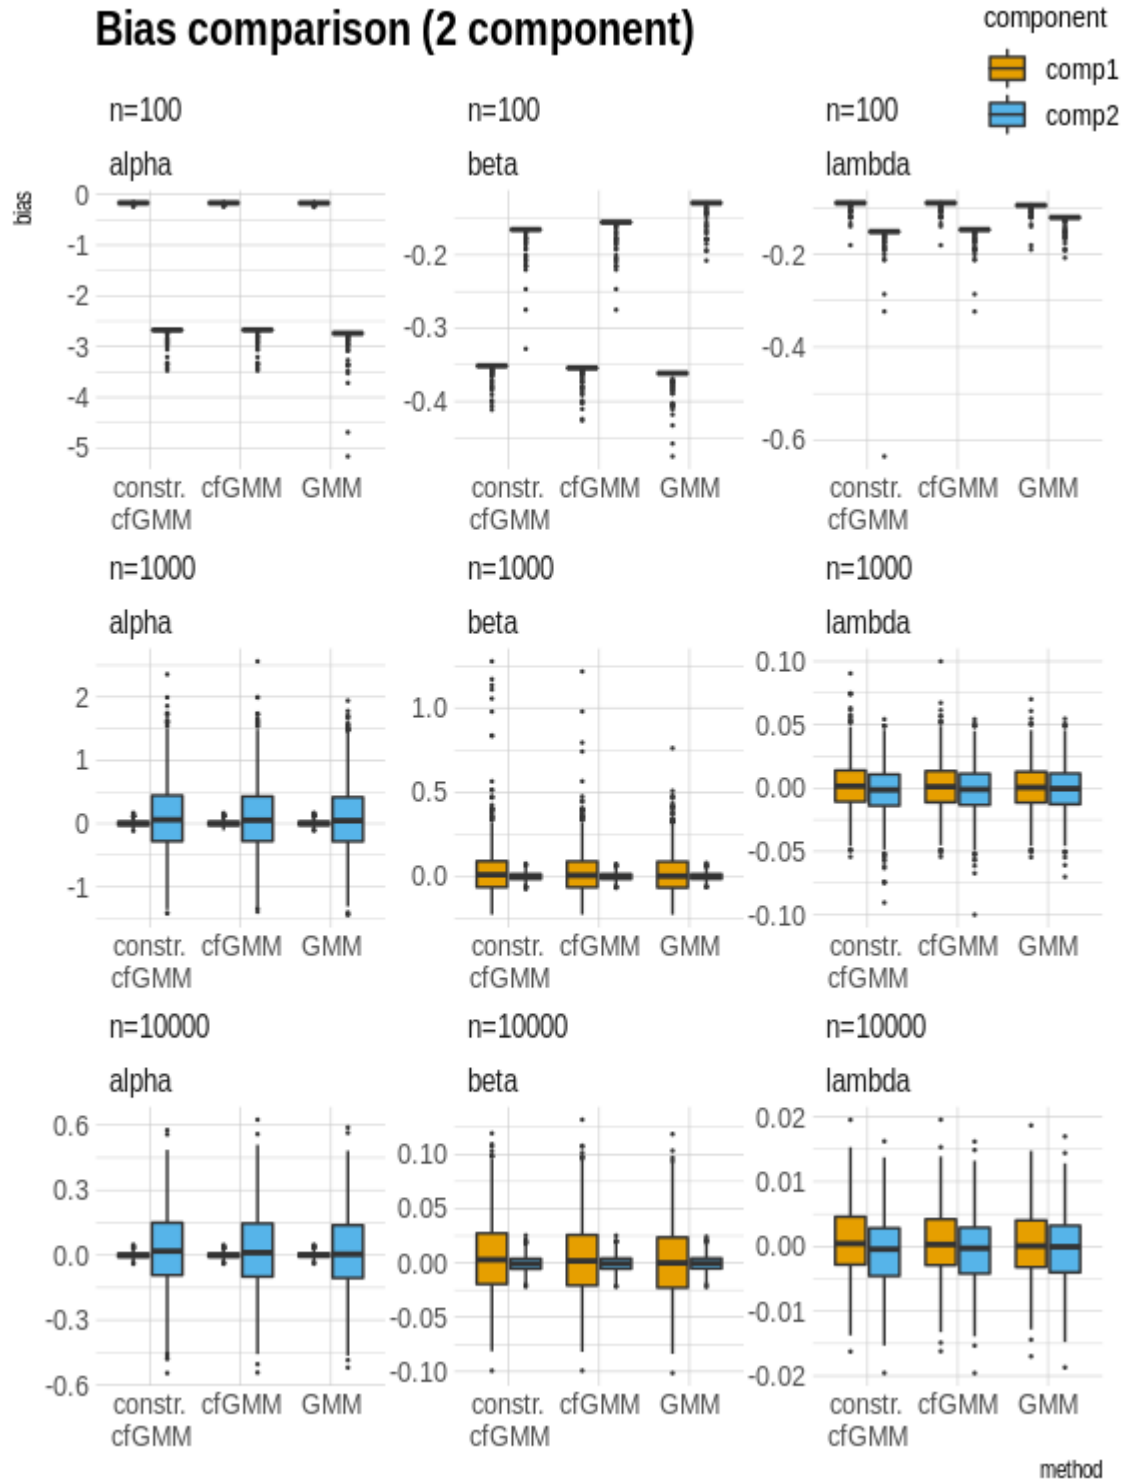 Bias comparison (2 component)
component
comp1
comp2
n=100
n=100
n=100
alpha
beta
lambda
bias
0
-1
-2
-3
-4
-5
-0.2
-0.3
-0.4
-0.2
-0.4
-0.6
constr. cfGMM GMM
cfGMM
constr. cfGMM GMM
cfGMM
constr. cfGMM GMM
cfGMM
n=1000
n=1000
n=1000
alpha
beta
lambda
2
1
0
-1
1.0
0.5
0.0
0.10
0.05
0.00
-0.05
-0.10
constr. cfGMM GMM
cfGMM
constr. cfGMM GMM
cfGMM
constr. cfGMM GMM
cfGMM
n=10000
n=10000
n=10000
alpha
beta
lambda
0.6
0.3
0.0
-0.3
-0.6
0.10
0.05
0.00
-0.05
-0.10
0.02
0.01
0.00
-0.01
-0.02
constr. cfGMM GMM
cfGMM
constr. cfGMM GMM
cfGMM
constr. cfGMM GMM
cfGMM
method